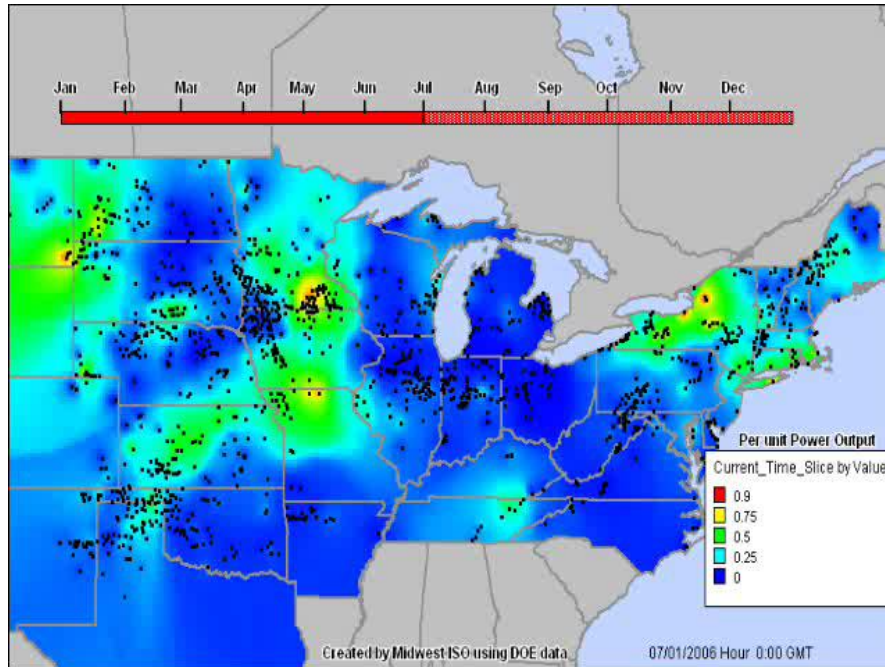 Jan Feb Mar Apr May Jun Jul Aug Sep Oct Nov Dec
Per unit Power Output
Current_Time_Slice by Value
0.9
0.75
0.5
0.25
0
Created by Midwest ISO using DOE data
07/01/2006 Hour 0:00 GMT